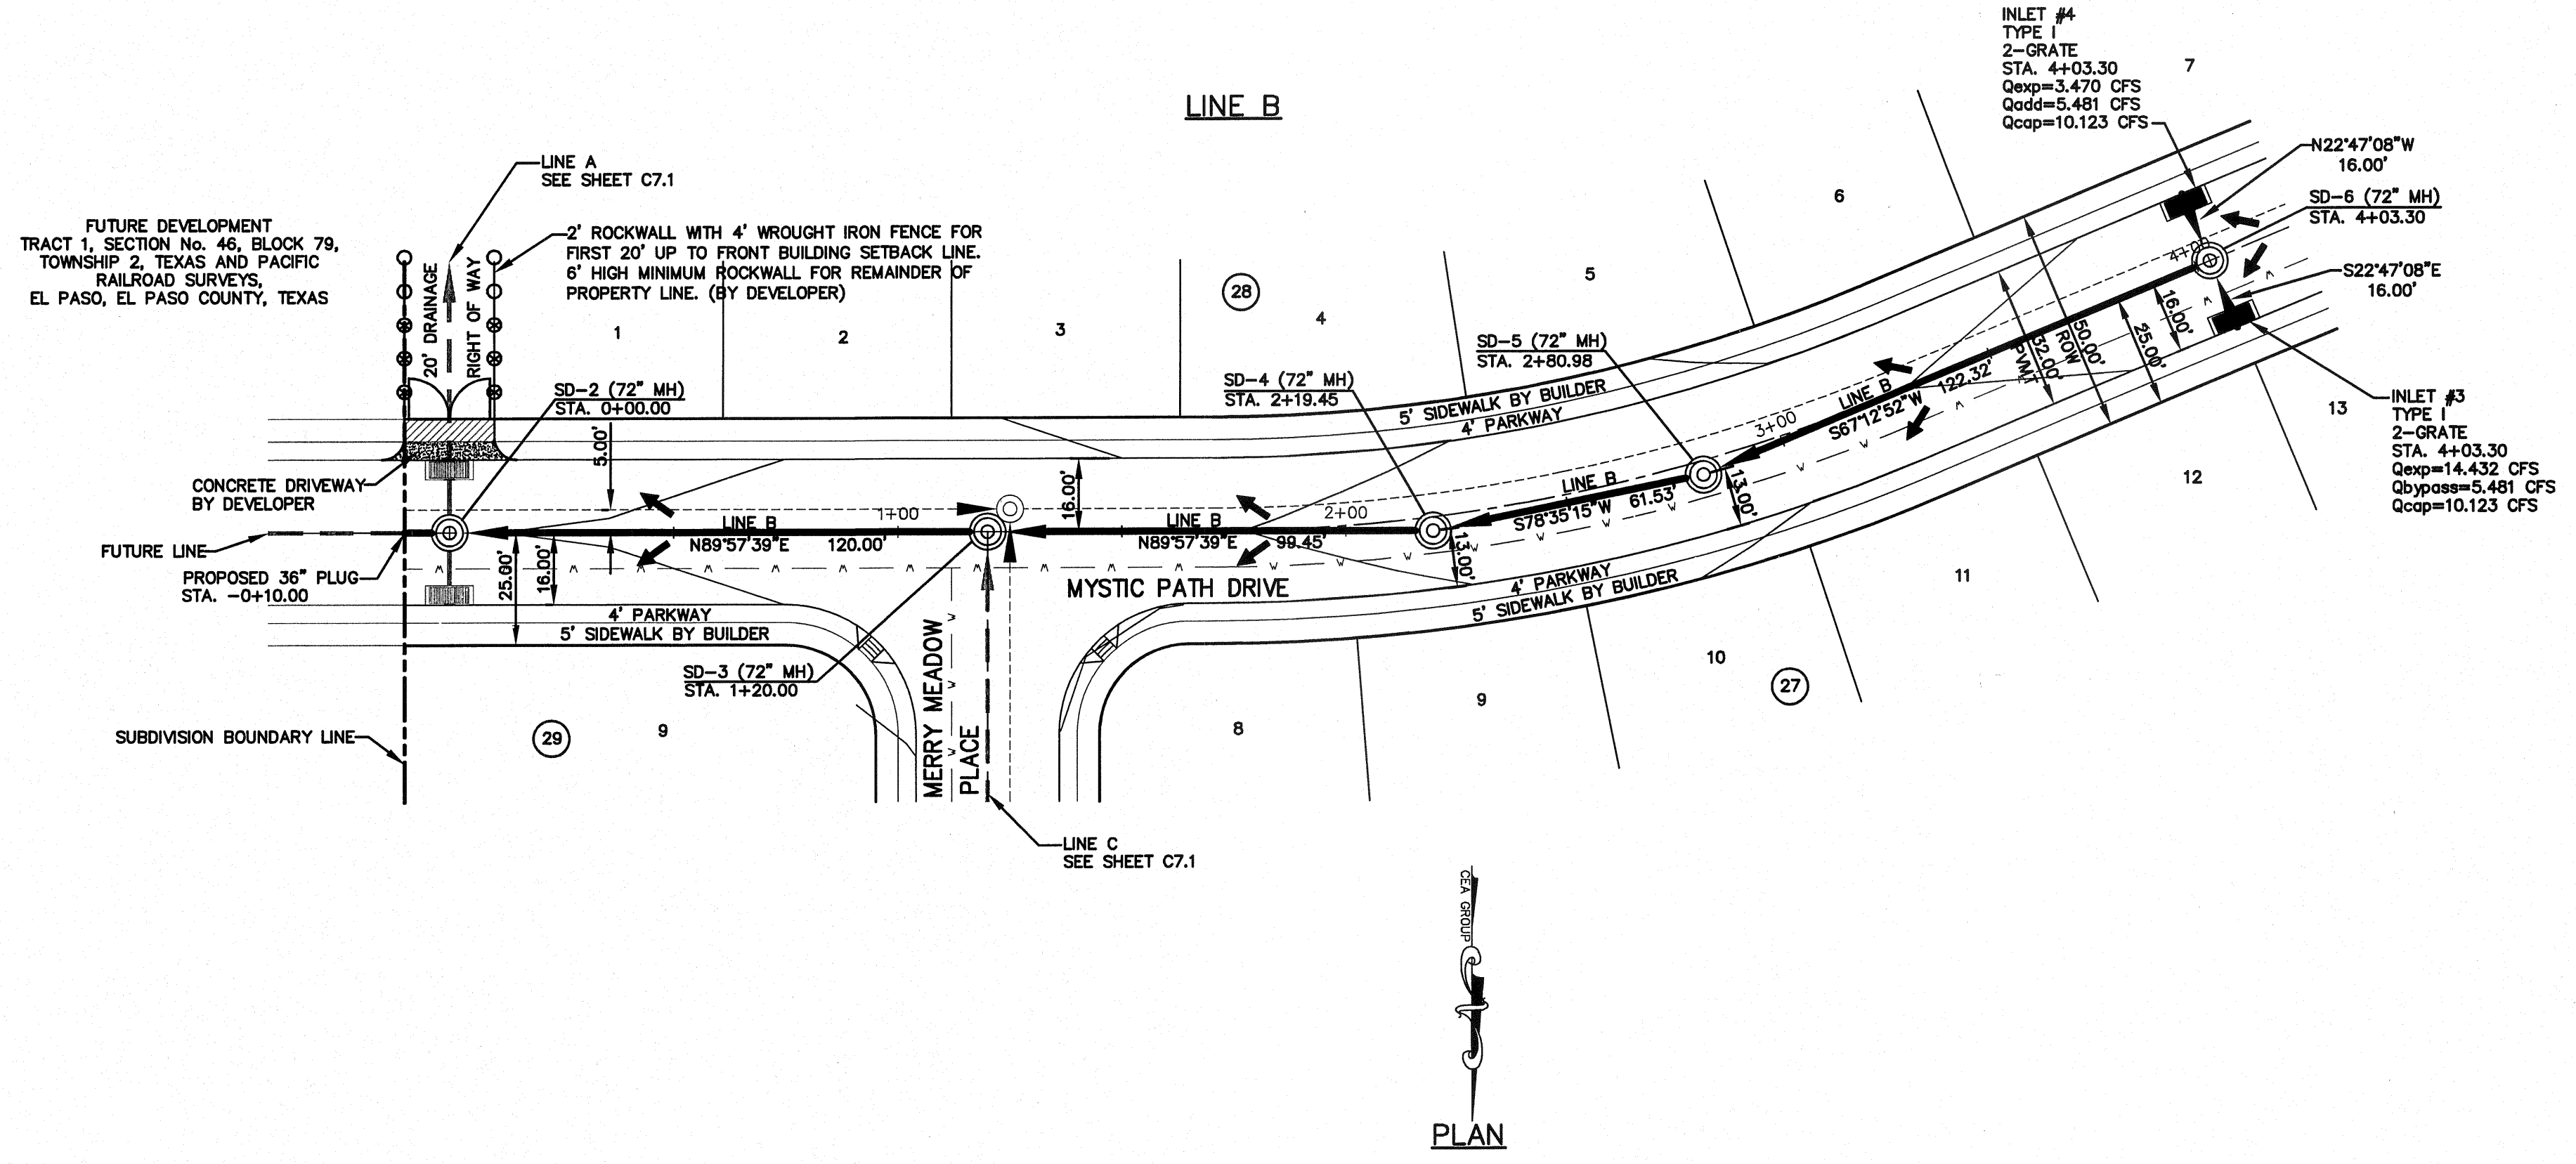 INLET #4
TYPE I
2-GRATE
STA. 4+03.30
Qexp=3.470 CFS
Qadd=5.481 CFS
Qcap=10.123 CFS
7
LINE B
N22°47'08"W
16.00'
SD-6 (72" MH)
STA. 4+03.30
LINE A
SEE SHEET C7.1
FUTURE DEVELOPMENT
TRACT 1, SECTION No. 46, BLOCK 79,
TOWNSHIP 2, TEXAS AND PACIFIC
RAILROAD SURVEYS,
EL PASO, EL PASO COUNTY, TEXAS
2' ROCKWALL WITH 4' WROUGHT IRON FENCE FOR
FIRST 20' UP TO FRONT BUILDING SETBACK LINE.
6' HIGH MINIMUM ROCKWALL FOR REMAINDER OF
PROPERTY LINE. (BY DEVELOPER)
20' DRAINAGE
RIGHT OF WAY
1
2
3
28
4
5
6
4+00
S22°47'08"E
16.00'
SD-5 (72" MH)
STA. 2+80.98
SD-4 (72" MH)
STA. 2+19.45
SD-2 (72" MH)
STA. 0+00.00
5' SIDEWALK BY BUILDER
4' PARKWAY
3+00
LINE B
122.32'
S67°12'52"W
32.00'
PVMT
50.00'
ROW
25.00'
16.00'
INLET #3
TYPE I
2-GRATE
STA. 4+03.30
Qexp=14.432 CFS
Qbypass=5.481 CFS
Qcap=10.123 CFS
13
12
5.00'
CONCRETE DRIVEWAY
BY DEVELOPER
16.00'
13.00'
LINE B
S78°35'15"W 61.53'
1+00
2+00
LINE B
N89°57'39"E 120.00'
LINE B
N89°57'39"E 99.45'
13.00'
FUTURE LINE
PROPOSED 36" PLUG
STA. -0+10.00
25.00'
16.00'
MYSTIC PATH DRIVE
4' PARKWAY
5' SIDEWALK BY BUILDER
4' PARKWAY
5' SIDEWALK BY BUILDER
11
SD-3 (72" MH)
STA. 1+20.00
MERRY MEADOW
PLACE
10
27
9
8
SUBDIVISION BOUNDARY LINE
29
9
LINE C
SEE SHEET C7.1
CEA GROUP
PLAN